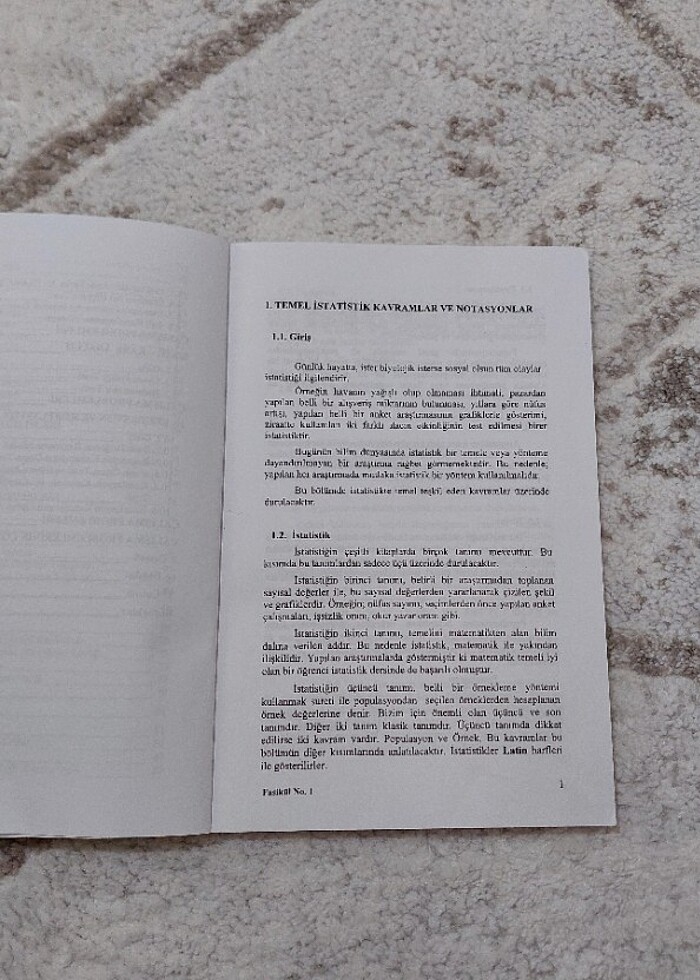 1. TEMEL İSTATİSTİK KAVRAMLAR VE NOTASYONLAR
1.1. Giriş
Günlük hayatta, ister biyolojik isterse sosyal olsun tüm olaylar
istatistiği ilgilendirir.
Örneğin havanın yağışlı olup olmaması ihtimali, pazardan
yapılan belli bir alışveriş miktarının bulunması, yıllara göre nüfus
artışı, yapılan belli bir anket araştırmasının grafiklerle gösterimi,
ziraatte kullanılan iki farklı ilacın etkinliğinin test edilmesi birer
istatistiktir.
Bugünün bilim dünyasında istatistik bir temele veya yönteme
dayandırılmayan bir araştırma rağbet görmemektedir. Bu nedenle,
yapılan her araştırmada mutlaka istatistik bir yöntem kullanılmalıdır.
Bu bölümde istatistikte temel teşkil eden kavramlar üzerinde
durulacaktır.
1.2. İstatistik
İstatistiğin çeşitli kitaplarda birçok tanımı mevcuttur. Bu
kısımda bu tanımlardan sadece üçü üzerinde durulacaktır.
İstatistiğin birinci tanımı, belirli bir araştırmadan toplanan
sayısal değerler ile, bu sayısal değerlerden yararlanarak çizilen şekil
ve grafiklerdir. Örneğin, nüfus sayımı, seçimlerden önce yapılan anket
çalışmaları, işsizlik oranı, okur yazar oranı gibi.
İstatistiğin ikinci tanımı, temelini matematikten alan bilim
dalına verilen addır. Bu nedenle istatistik, matematik ile yakından
ilişkilidir. Yapılan araştırmalarda göstermiştir ki matematik temeli iyi
olan bir öğrenci istatistik dersinde de başarılı olmuştur.
İstatistiğin üçüncü tanımı, belli bir örnekleme yöntemi
kullanmak sureti ile populasyondan seçilen örneklerden hesaplanan
örnek değerlerine denir. Bizim için önemli olan üçüncü ve son
tanımdır. Diğer iki tanım klasik tanımdır. Üçüncü tanımda dikkat
edilirse iki kavram vardır. Populasyon ve Örnek. Bu kavramlar bu
bölümün diğer kısımlarında anlatılacaktır. İstatistikler Latin harfleri
ile gösterilirler.
Fasikül No. 1
1